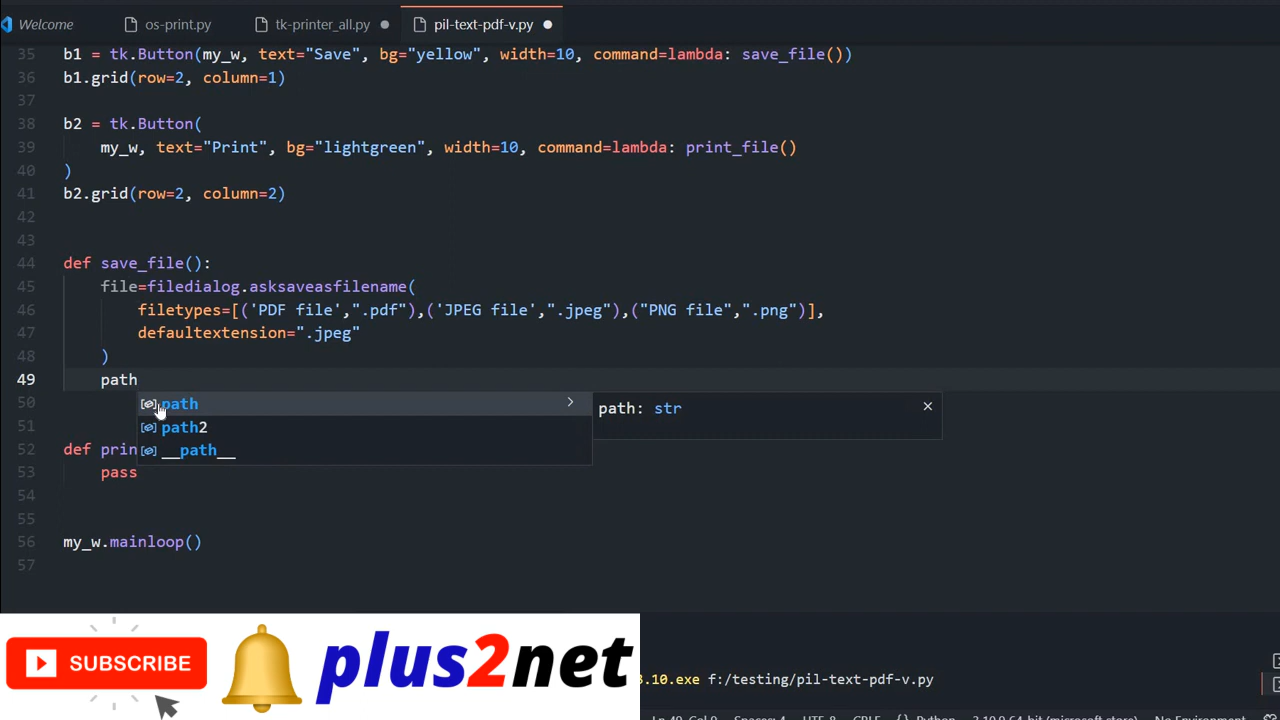 Welcome os-print.py tk-printer_all.py pil-text-pdf-v.py
35 b1 = tk.Button(my_w, text="Save", bg="yellow", width=10, command=lambda: save_file())
36 b1.grid(row=2, column=1)
37
38 b2 = tk.Button(
39 my_w, text="Print", bg="lightgreen", width=10, command=lambda: print_file()
40 )
41 b2.grid(row=2, column=2)
42
43
44 def save_file():
45 file=filedialog.asksaveasfilename(
46 filetypes=[('PDF file',".pdf"),('JPEG file',".jpeg"),("PNG file",".png")],
47 defaultextension=".jpeg"
48 )
49 path
50 path path: str
51 path2
52 def prin __path__
53 pass
54
55
56 my_w.mainloop()
57
SUBSCRIBE plus2net
3.10.exe f:/testing/pil-text-pdf-v.py